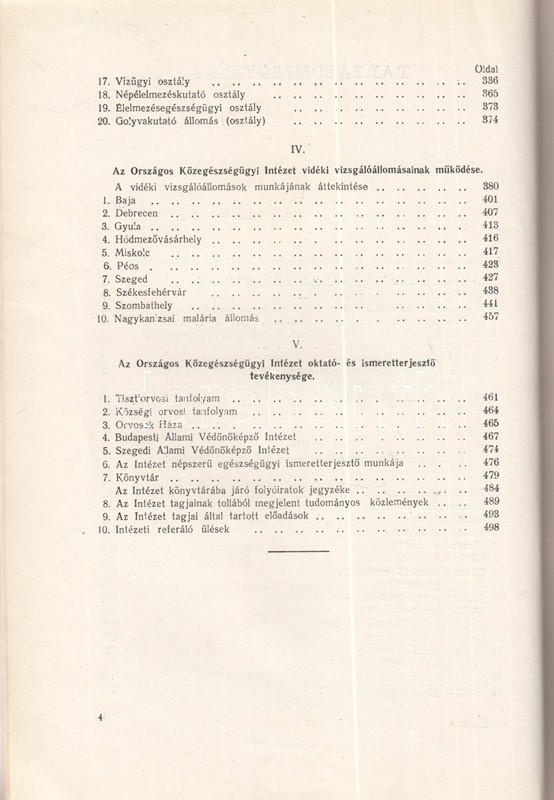 Oldal
17. Vízügyi osztály .. .. .. .. .. .. .. .. .. .. .. .. .. 336
18. Népélelmezéskutató osztály .. .. .. .. .. .. .. .. .. .. 365
19. Élelmezésegészségügyi osztály .. .. .. .. .. .. .. .. .. 373
20. Golyvakutató állomás (osztály) .. .. .. .. .. .. .. .. .. 374
IV.
Az Országos Közegészségügyi Intézet vidéki vizsgálóállomásainak működése.
A vidéki vizsgálóállomások munkájának áttekintése .. .. .. .. .. 380
1. Baja .. .. .. .. .. .. .. .. .. .. .. .. .. .. .. 401
2. Debrecen .. .. .. .. .. .. .. .. .. .. .. .. .. .. 407
3. Gyula .. .. .. .. .. .. .. .. .. .. .. .. .. .. .. 413
4. Hódmezővásárhely .. .. .. .. .. .. .. .. .. .. .. .. 416
5. Miskolc .. .. .. .. .. .. .. .. .. .. .. .. .. .. 417
6. Pécs . .. .. .. .. .. .. .. .. .. .. .. .. .. .. 423
7. Szeged .. .. .. .. .. .. .. .. .. .. .. .. .. .. 427
8. Székesfehérvár .. .. .. .. .. .. .. .. .. .. .. .. 438
9. Szombathely .. .. .. .. .. .. .. .. .. .. .. .. .. 441
10. Nagykanizsai malária állomás .. .. .. .. .. .. .. .. .. 457
V.
Az Országos Közegészségügyi Intézet oktató- és ismeretterjesztő
tevékenysége.
1. Tisztiorvosi tanfolyam .. .. .. .. .. .. .. .. .. .. .. 461
2. Községi orvosi tanfolyam .. .. .. .. .. .. .. .. .. .. 464
3. Orvosok Háza .. .. .. .. .. .. .. .. .. .. .. .. .. 465
4. Budapesti Állami Védőnőképző Intézet .. .. .. .. .. .. .. .. 467
5. Szegedi Állami Védőnőképző Intézet .. .. .. .. .. .. .. .. 474
6. Az Intézet népszerű egészségügyi ismeretterjesztő munkája .. .. .. 476
7. Könyvtár .. .. .. .. .. .. .. .. .. .. .. .. .. .. 479
Az Intézet könyvtárába járó folyóiratok jegyzéke .. .. .. .. .. .. 484
8. Az Intézet tagjainak tollából megjelent tudományos közlemények .. .. 489
9. Az Intézet tagjai által tartott előadások .. .. .. .. .. .. .. .. 493
10. Intézeti referáló ülések .. .. .. .. .. .. .. .. .. .. 498
4